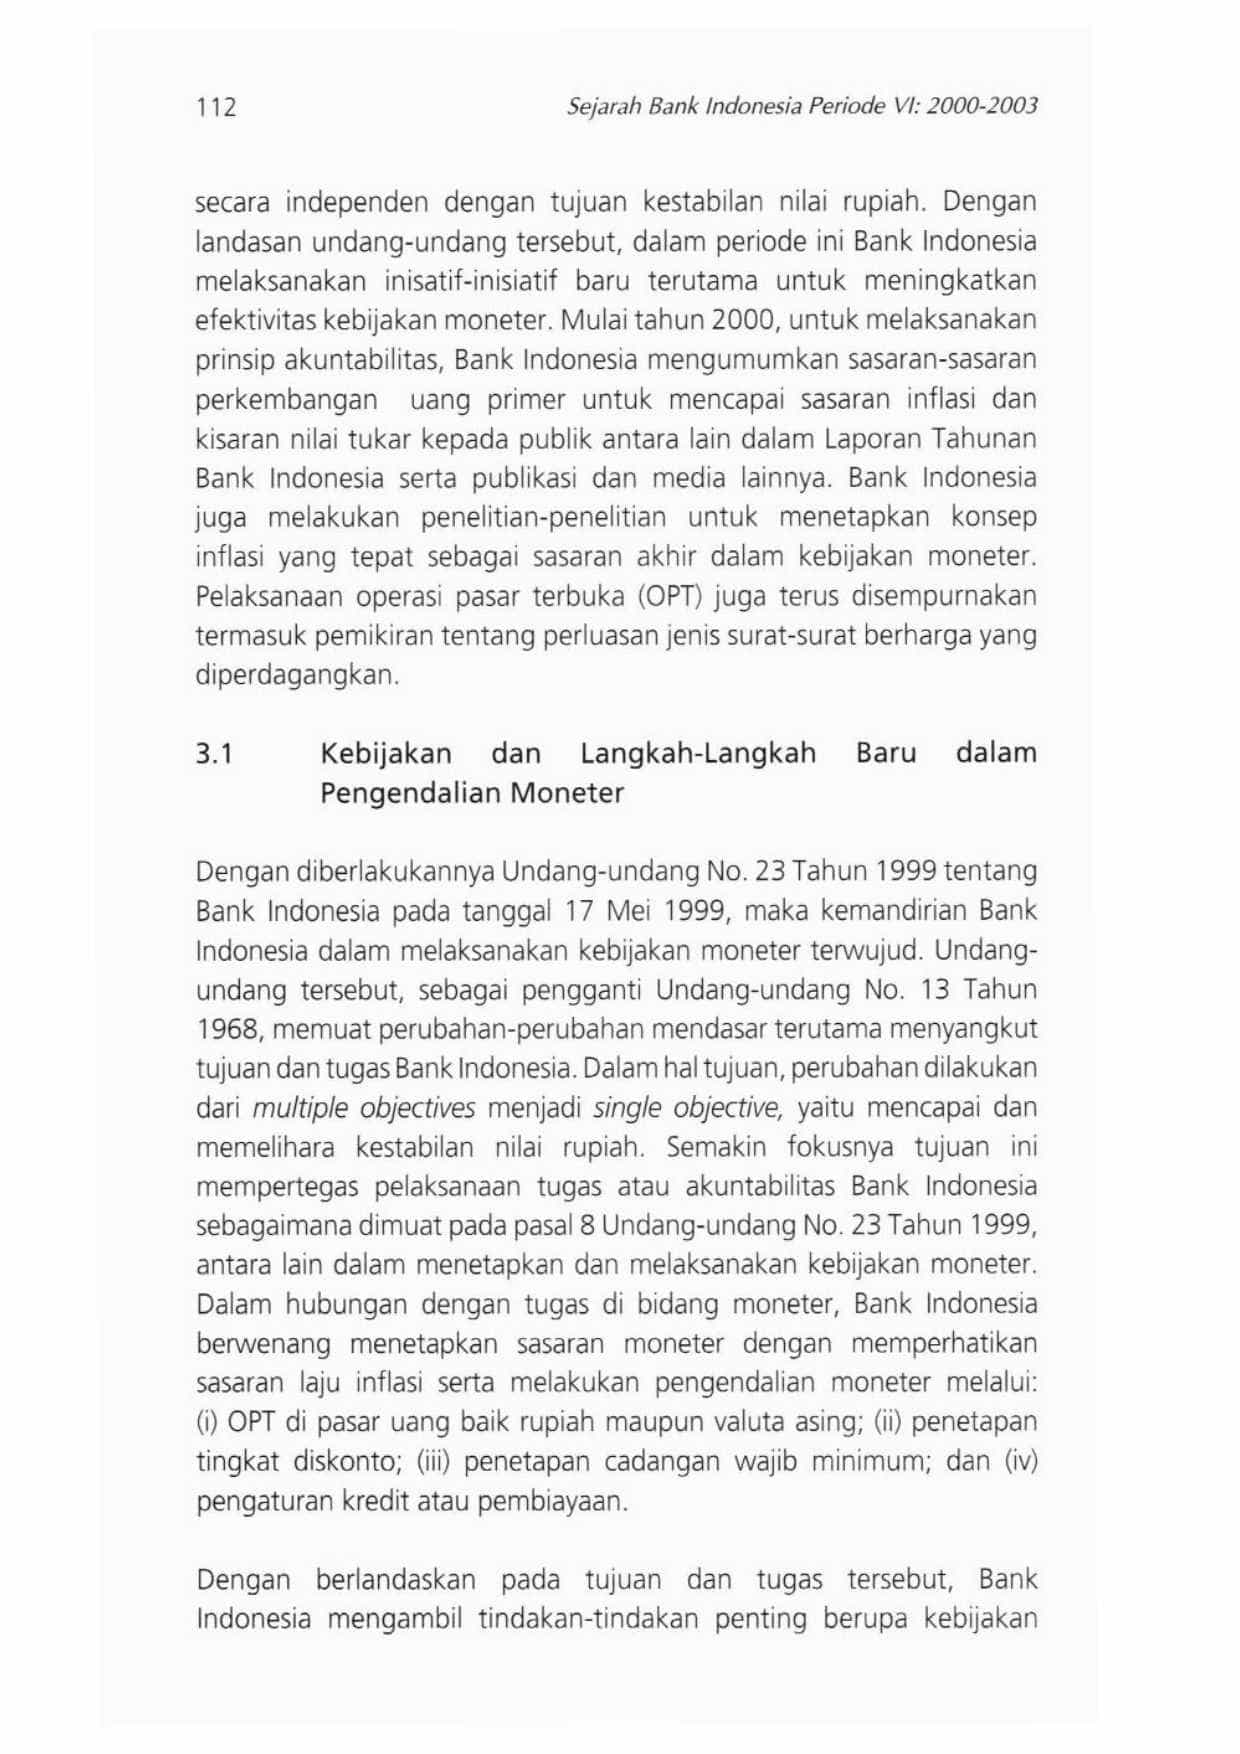 112
Sejarah Bank Indonesia Periode VI: 2000-2003
secara independen dengan tujuan kestabilan nilai rupiah. Dengan
landasan undang-undang tersebut, dalam periode ini Bank Indonesia
melaksanakan inisatif-inisiatif baru terutama untuk meningkatkan
efektivitas kebijakan moneter. Mulai tahun 2000, untuk melaksanakan
prinsip akuntabilitas, Bank Indonesia mengumumkan sasaran-sasaran
perkembangan uang primer untuk mencapai sasaran inflasi dan
kisaran nilai tukar kepada publik antara lain dalam Laporan Tahunan
Bank Indonesia serta publikasi dan media lainnya. Bank Indonesia
juga melakukan penelitian-penelitian untuk menetapkan konsep
inflasi yang tepat sebagai sasaran akhir dalam kebijakan moneter.
Pelaksanaan operasi pasar terbuka (OPT) juga terus disempurnakan
termasuk pemikiran tentang perluasan jenis surat-surat berharga yang
diperdagangkan.
3.1 Kebijakan dan Langkah-Langkah Baru dalam
Pengendalian Moneter
Dengan diberlakukannya Undang-undang No. 23 Tahun 1999 tentang
Bank Indonesia pada tanggal 17 Mei 1999, maka kemandirian Bank
Indonesia dalam melaksanakan kebijakan moneter terwujud. Undang-
undang tersebut, sebagai pengganti Undang-undang No. 13 Tahun
1968, memuat perubahan-perubahan mendasar terutama menyangkut
tujuan dan tugas Bank Indonesia. Dalam hal tujuan, perubahan dilakukan
dari multiple objectives menjadi single objective, yaitu mencapai dan
memelihara kestabilan nilai rupiah. Semakin fokusnya tujuan ini
mempertegas pelaksanaan tugas atau akuntabilitas Bank Indonesia
sebagaimana dimuat pada pasal 8 Undang-undang No. 23 Tahun 1999,
antara lain dalam menetapkan dan melaksanakan kebijakan moneter.
Dalam hubungan dengan tugas di bidang moneter, Bank Indonesia
berwenang menetapkan sasaran moneter dengan memperhatikan
sasaran laju inflasi serta melakukan pengendalian moneter melalui:
(i) OPT di pasar uang baik rupiah maupun valuta asing; (ii) penetapan
tingkat diskonto; (iii) penetapan cadangan wajib minimum; dan (iv)
pengaturan kredit atau pembiayaan.
Dengan berlandaskan pada tujuan dan tugas tersebut, Bank
Indonesia mengambil tindakan-tindakan penting berupa kebijakan